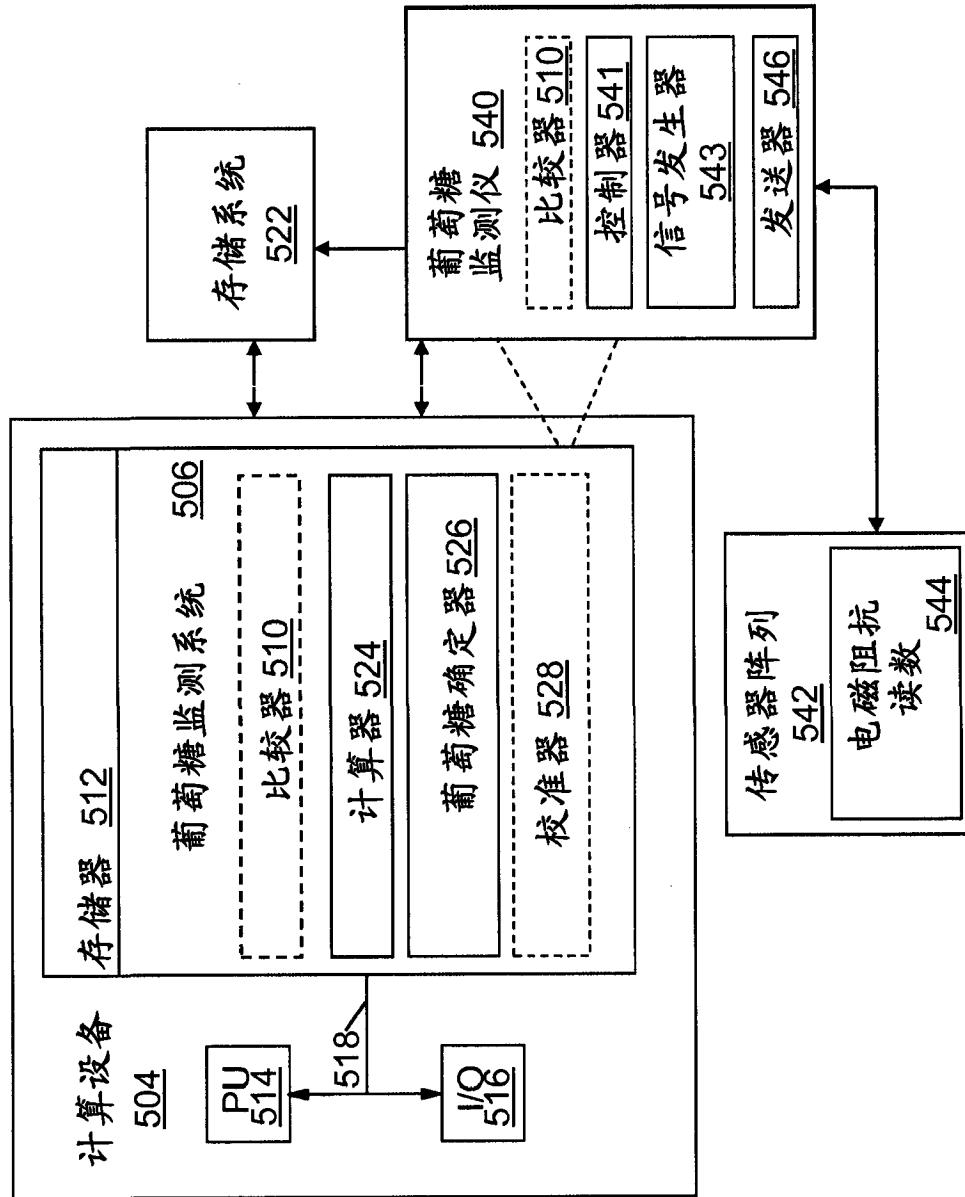 计算设备
504
PU
514
I/O
516
518
存储器 512
葡萄糖监测系统
506
比较器 510
计算器 524
葡萄糖确定器 526
校准器 528
存储系统
522
葡萄糖
监测仪 540
比较器 510
控制器 541
信号发生器
543
发送器 546
传感器阵列
542
电磁阻抗
读数
544